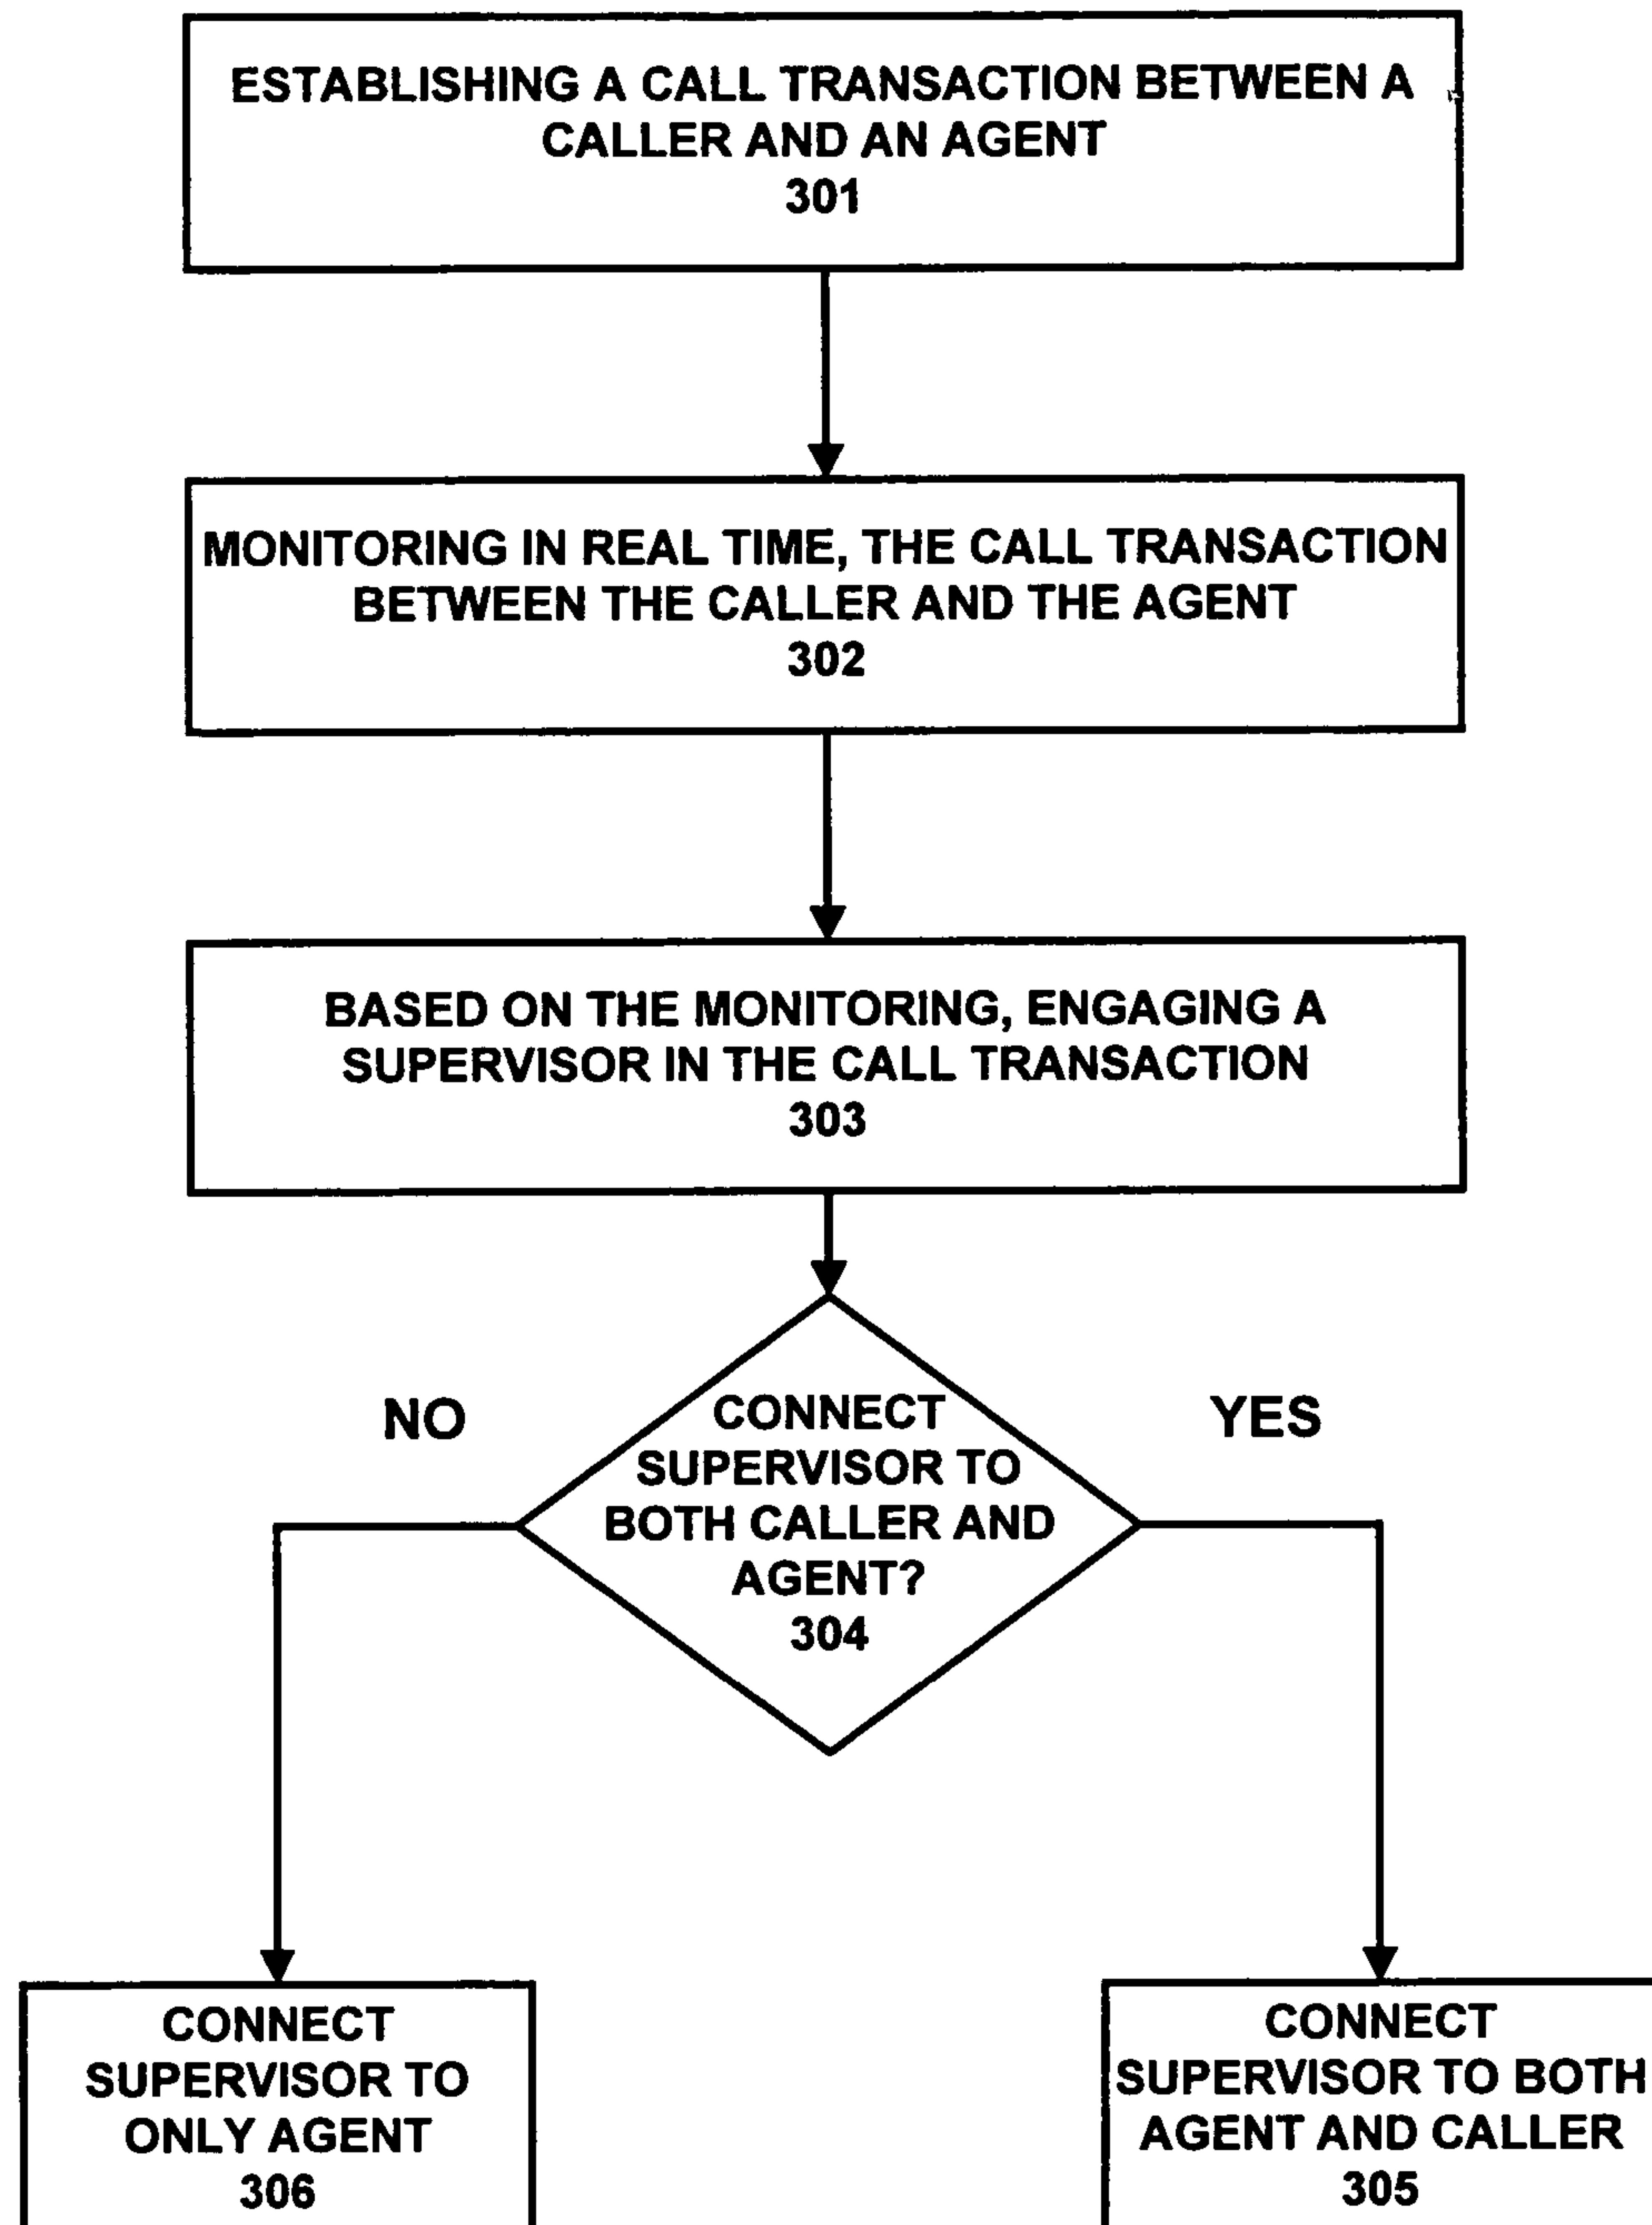 ESTABLISHING A CALL TRANSACTION BETWEEN A
CALLER AND AN AGENT
301
MONITORING IN REAL TIME, THE CALL TRANSACTION
BETWEEN THE CALLER AND THE AGENT
302
BASED ON THE MONITORING, ENGAGING A
SUPERVISOR IN THE CALL TRANSACTION
303
NO
YES
CONNECT
SUPERVISOR TO
BOTH CALLER AND
AGENT?
304
CONNECT
SUPERVISOR TO
ONLY AGENT
306
CONNECT
SUPERVISOR TO BOTH
AGENT AND CALLER
305